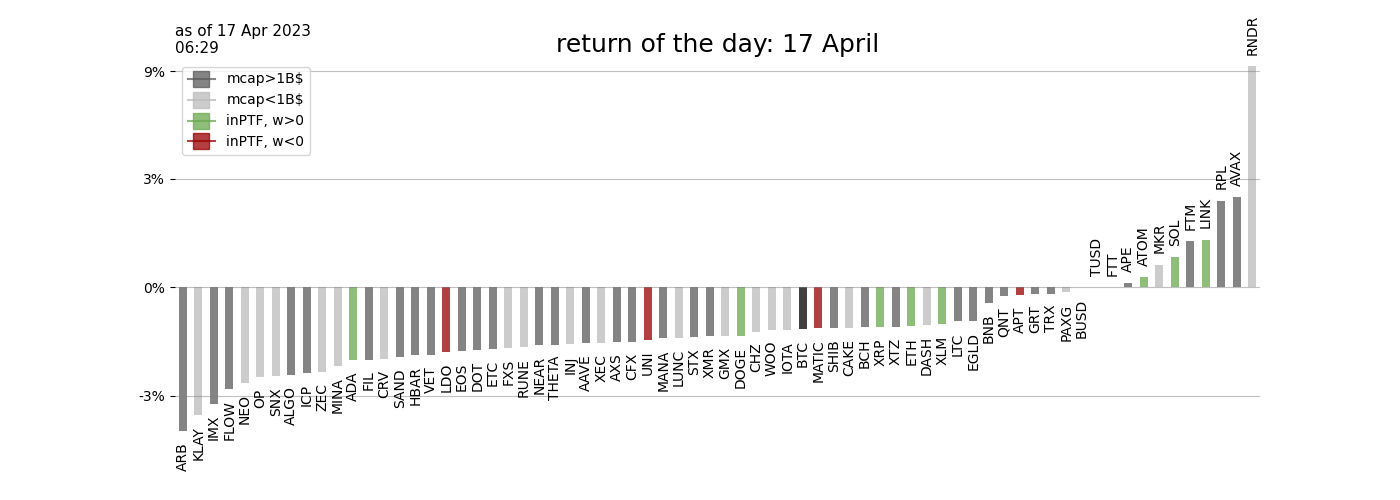 as of 17 Apr 2023
06:29
return of the day: 17 April
RNDR
9%
mcap>1B$
mcap<1B$
inPTF, w>0
inPTF, w<0
3%
0%
-3%
ARB
KLAY
IMX
FLOW
NEO
OP
SNX
ALGO
ICP
ZEC
MINA
ADA
FIL
CRV
SAND
HBAR
VET
LDO
EOS
DOT
ETC
FXS
RUNE
NEAR
THETA
INJ
AAVE
XEC
AXS
CFX
UNI
MANA
LUNC
STX
XMR
GMX
DOGE
CHZ
WOO
IOTA
BTC
MATIC
SHIB
CAKE
BCH
XRP
XTZ
ETH
DASH
XLM
LTC
EGLD
BNB
QNT
APT
GRT
TRX
PAXG
BUSD
TUSD
FTT
APE
ATOM
MKR
SOL
FTM
LINK
RPL
AVAX